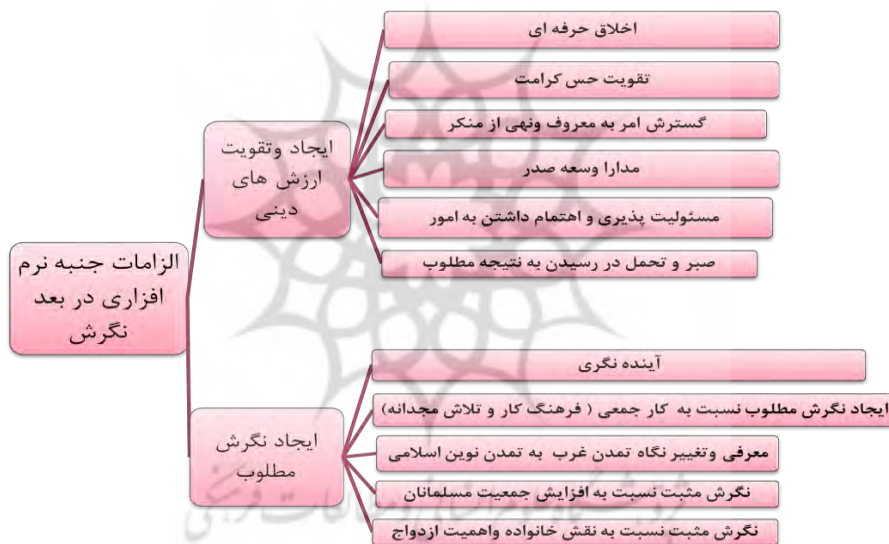 الزامات جنبه نرم
افزاری در بعد
نگرش
ایجاد وتقویت
ارزش های
دینی
اخلاق حرفه ای
تقویت حس کرامت
گسترش امر به معروف ونهی از منکر
مدارا وسعه صدر
مسئولیت پذیری و اهتمام داشتن به امور
صبر و تحمل در رسیدن به نتیجه مطلوب
ایجاد نگرش
مطلوب
آینده نگری
ایجاد نگرش مطلوب نسبت به کار جمعی ( فرهنگ کار و تلاش مجدانه)
معرفی وتغییر نگاه تمدن غرب به تمدن نوین اسلامی
نگرش مثبت نسبت به افزایش جمعیت مسلمانان
نگرش مثبت نسبت به نقش خانواده واهمیت ازدواج